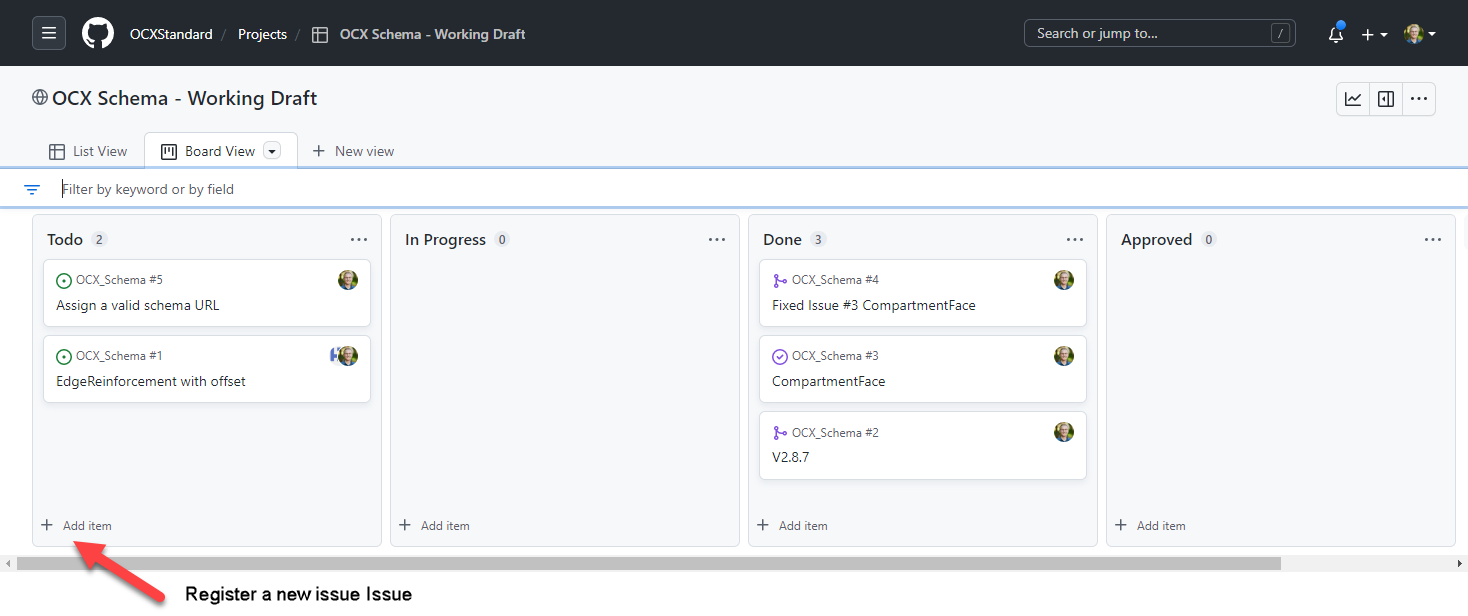 OCXStandard / Projects / OCX Schema - Working Draft Search or jump to... /
OCX Schema - Working Draft
List View Board View New view
Filter by keyword or by field
Todo 2
OCX_Schema #5
Assign a valid schema URL
OCX_Schema #1
EdgeReinforcement with offset
Add item
In Progress 0
Add item
Done 3
OCX_Schema #4
Fixed Issue #3 CompartmentFace
OCX_Schema #3
CompartmentFace
OCX_Schema #2
V2.8.7
Add item
Approved 0
Add item
Register a new issue Issue